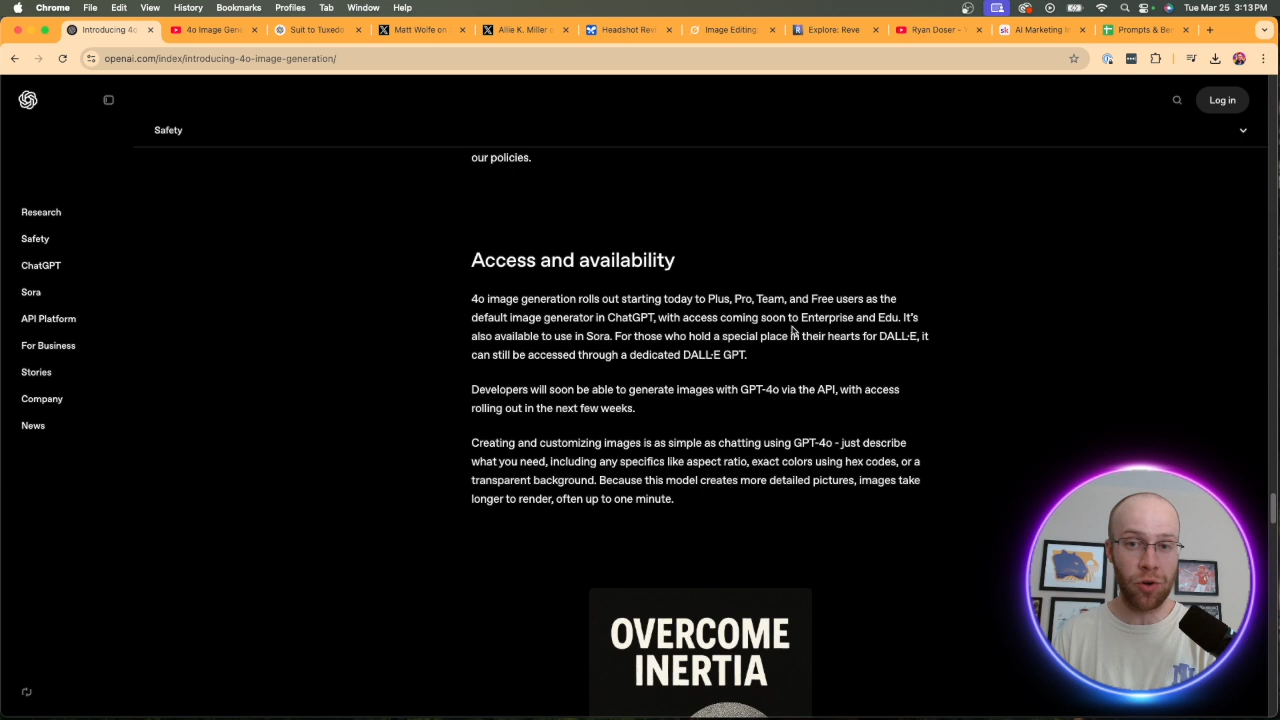 Chrome File Edit View History Bookmarks Profiles Tab Window Help Tue Mar 25 3:13 PM
Introducing 4o 4o Image Gene Suit to Tuxedo Matt Wolfe on Allie K. Miller Headshot Revi Image Editing: Explore: Reve Ryan Doser - AI Marketing Prompts & Be
openai.com/index/introducing-4o-image-generation/
Log in
Safety
our policies.
Research
Safety
ChatGPT
Sora
API Platform
For Business
Stories
Company
News
Access and availability
4o image generation rolls out starting today to Plus, Pro, Team, and Free users as the
default image generator in ChatGPT, with access coming soon to Enterprise and Edu. It's
also available to use in Sora. For those who hold a special place in their hearts for DALL·E, it
can still be accessed through a dedicated DALL·E GPT.
Developers will soon be able to generate images with GPT-4o via the API, with access
rolling out in the next few weeks.
Creating and customizing images is as simple as chatting using GPT‑4o - just describe
what you need, including any specifics like aspect ratio, exact colors using hex codes, or a
transparent background. Because this model creates more detailed pictures, images take
longer to render, often up to one minute.
OVERCOME
INERTIA